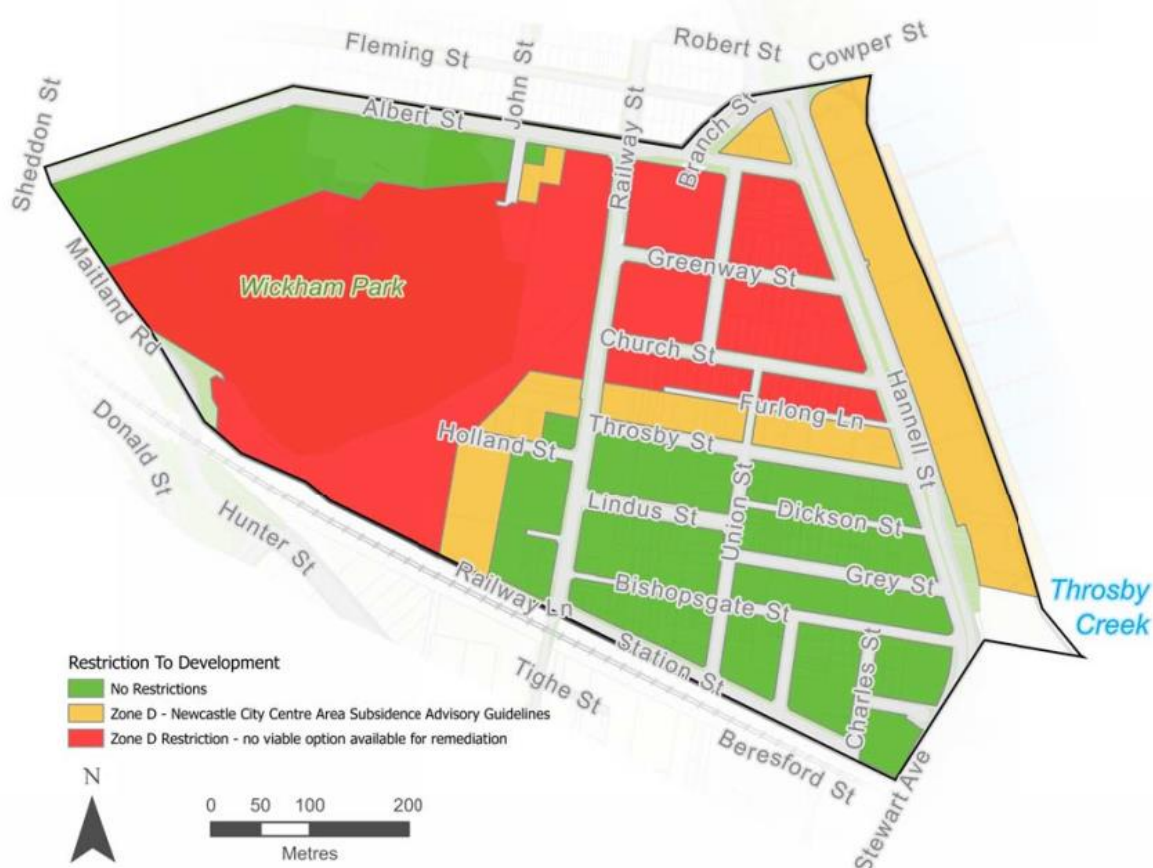 Robert St
Cowper St
Fleming St
John St
Sheddon St
Albert St
Railway St
Branch St
Greenway St
Wickham Park
Maitland Rd
Church St
Hannell St
Furlong Ln
Donald St
Holland St
Throsby St
Lindus St
Union St
Dickson St
Hunter St
Grey St
Railway Ln
Bishopsgate St
Throsby
Creek
Station St
Charles St
Tighe St
Beresford St
Stewart Ave
Restriction To Development
No Restrictions
Zone D - Newcastle City Centre Area Subsidence Advisory Guidelines
Zone D Restriction - no viable option available for remediation
N
0 50 100 200
Metres